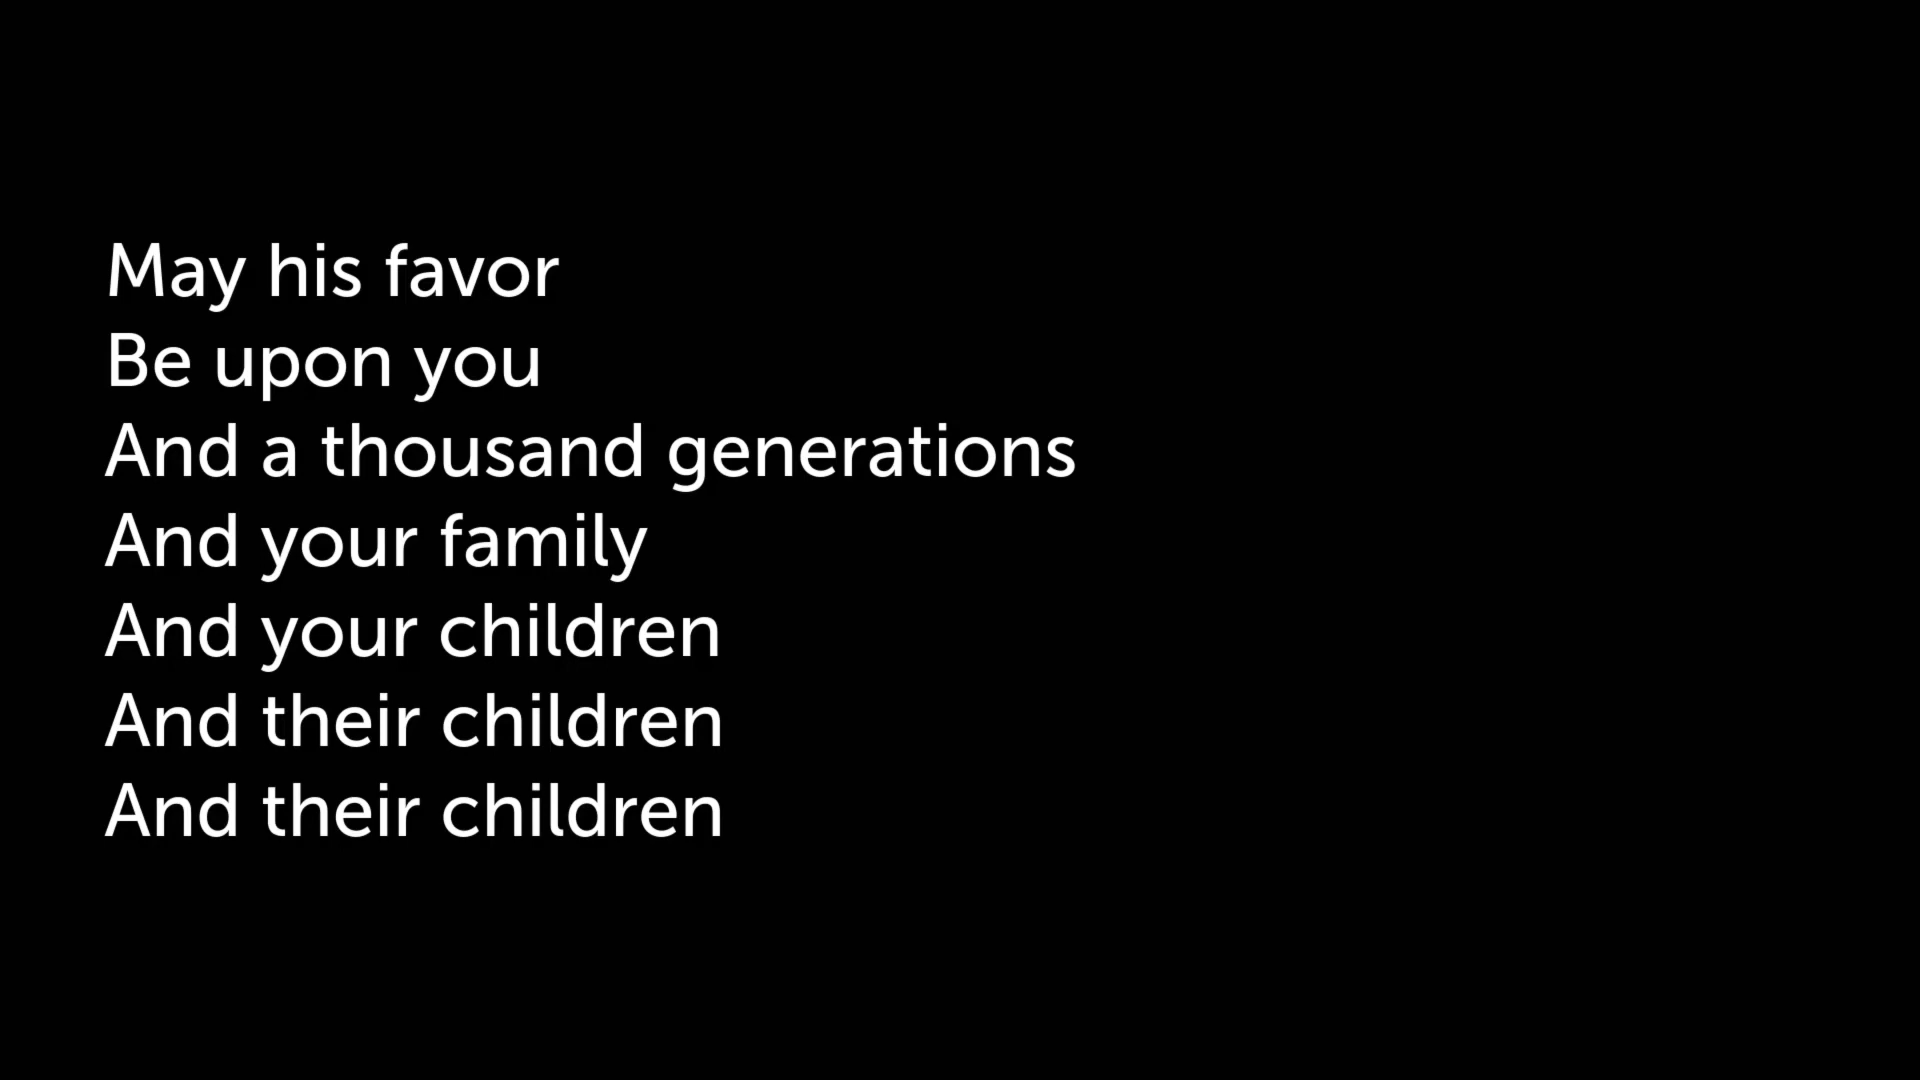 May his favor
Be upon you
And a thousand generations
And your family
And your children
And their children
And their children